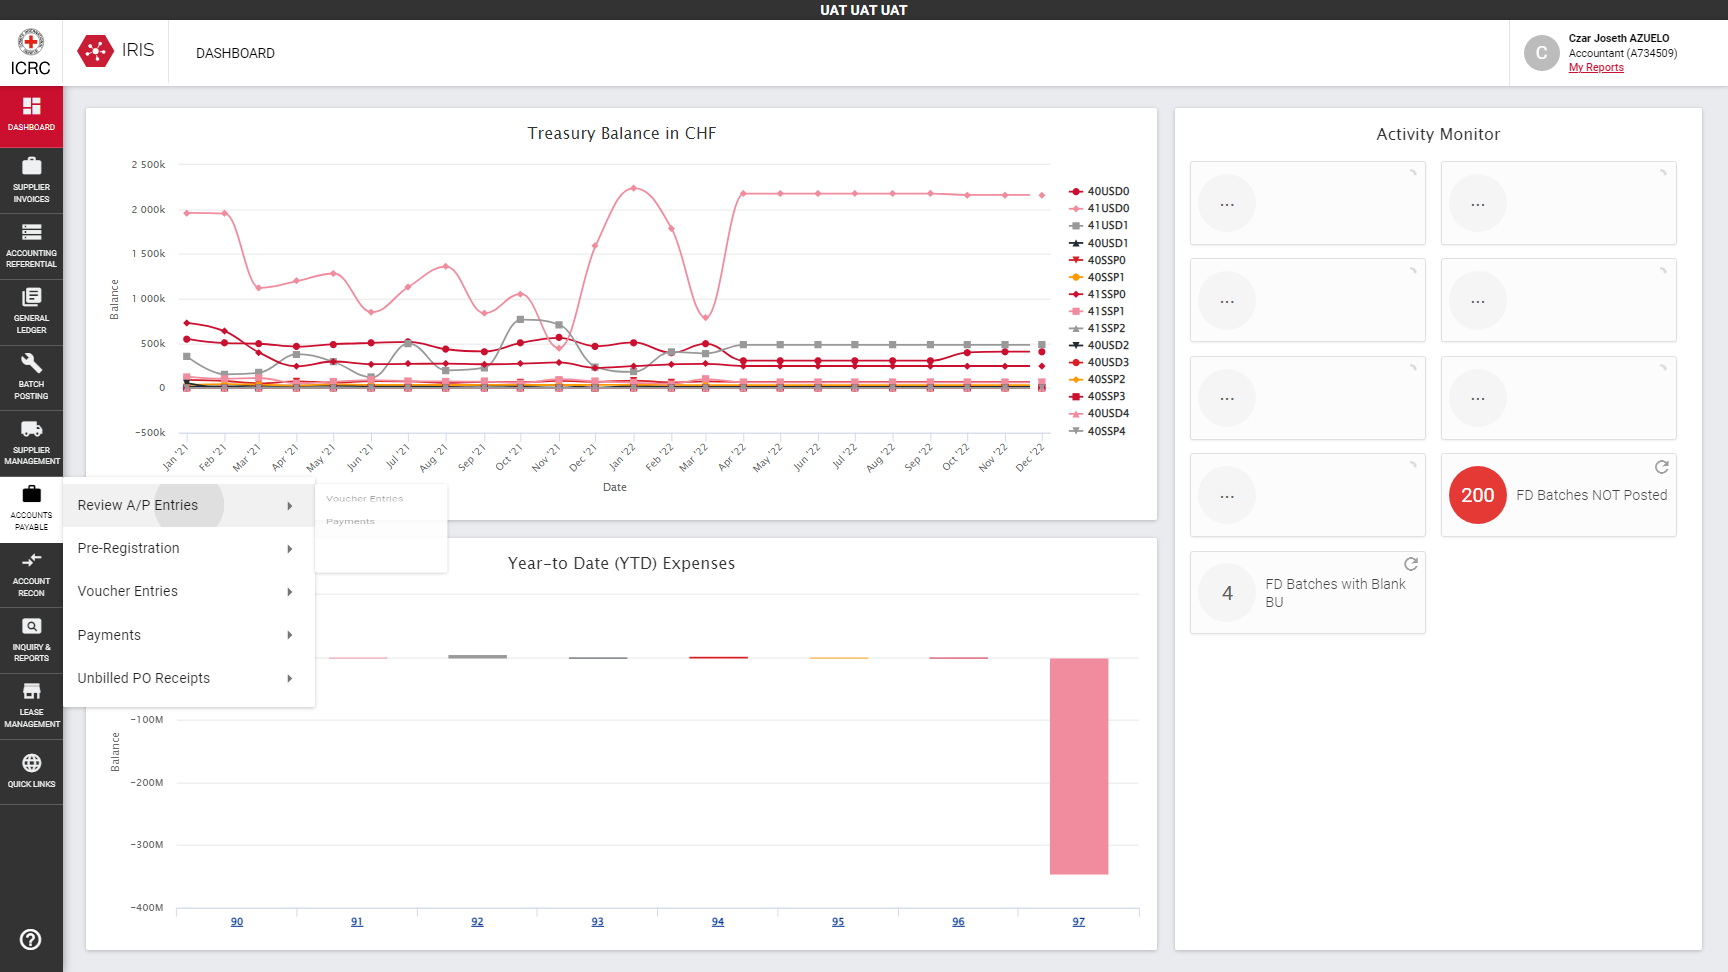 UAT UAT UAT
ICRC
IRIS
DASHBOARD
C
Czar Joseth AZUELO
Accountant (A734509)
My Reports
DASHBOARD
SUPPLIER
INVOICES
ACCOUNTING
REFERENTIAL
GENERAL
LEDGER
BATCH
POSTING
SUPPLIER
MANAGEMENT
ACCOUNTS
PAYABLE
ACCOUNT
RECON
INQUIRY &
REPORTS
LEASE
MANAGEMENT
QUICK LINKS
Review A/P Entries
Pre-Registration
Voucher Entries
Payments
Unbilled PO Receipts
Voucher Entries
Payments
Treasury Balance in CHF
Balance
2 500k
2 000k
1 500k
1 000k
500k
0
−500k
Jan '21
Feb '21
Mar '21
Apr '21
May '21
Jun '21
Jul '21
Aug '21
Sep '21
Oct '21
Nov '21
Dec '21
Jan '22
Feb '22
Mar '22
Apr '22
May '22
Jun '22
Jul '22
Aug '22
Sep '22
Oct '22
Nov '22
Dec '22
Date
40USD0
41USD0
41USD1
40USD1
40SSP0
40SSP1
41SSP0
41SSP1
41SSP2
40USD2
40USD3
40SSP2
40SSP3
40USD4
40SSP4
Year-to Date (YTD) Expenses
Balance
−100M
−200M
−300M
−400M
90
91
92
93
94
95
96
97
Activity Monitor
...
...
...
...
...
...
...
200
FD Batches NOT Posted
4
FD Batches with Blank
BU